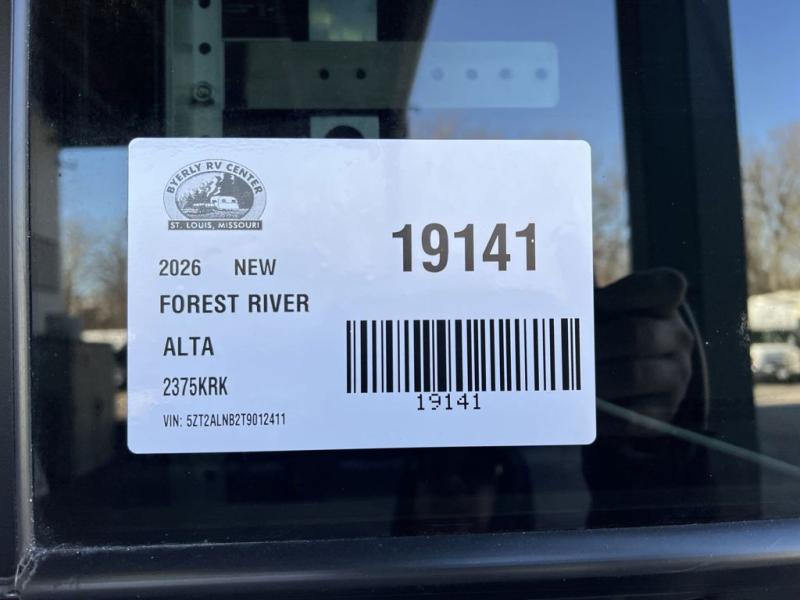 BYERLY RV CENTER
ST. LOUIS, MISSOURI
19141
2026 NEW
FOREST RIVER
ALTA
2375KRK
19141
VIN: 5ZT2ALNB2T9012411